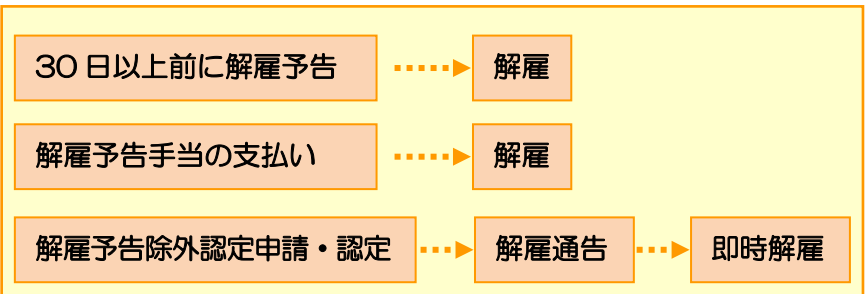 30日以上前に解雇予告 解雇
解雇予告手当の支払い 解雇
解雇予告除外認定申請・認定 解雇通告 即時解雇